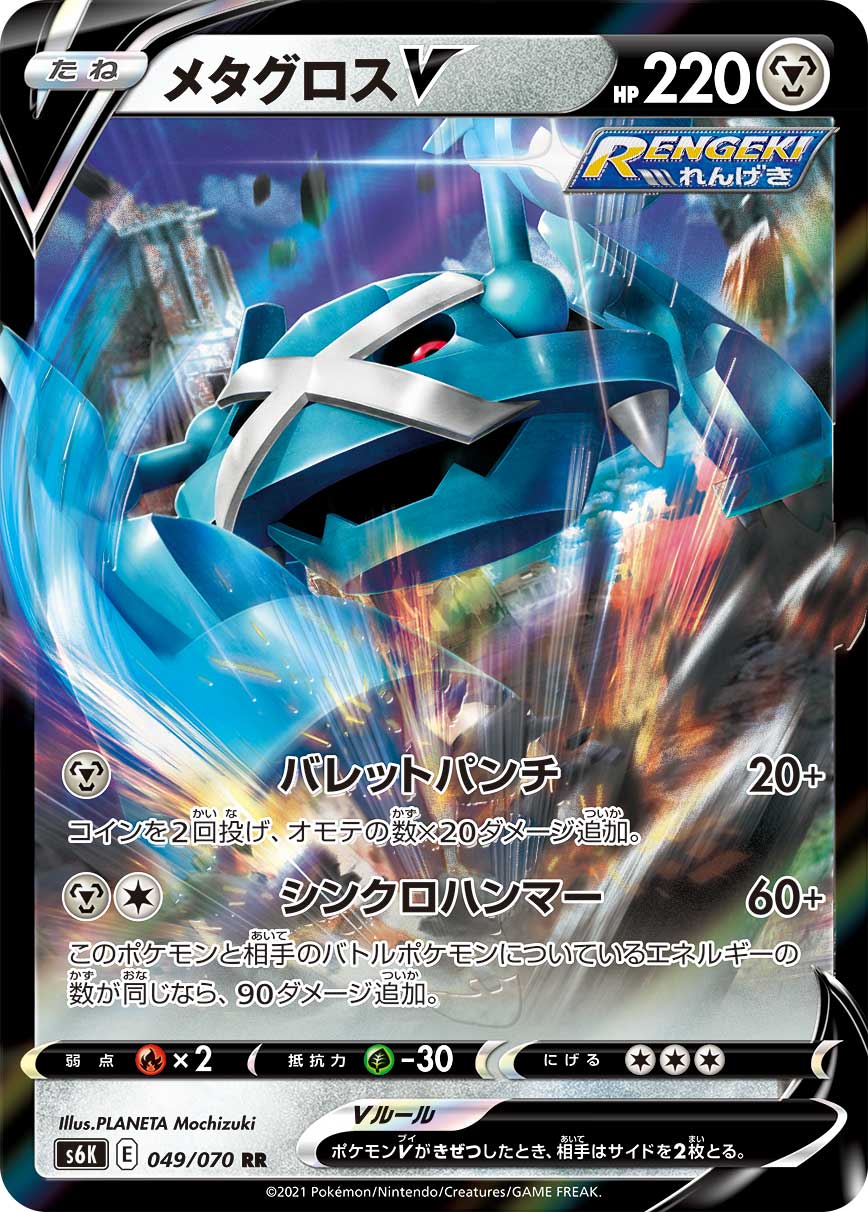 たね メタグロスV HP 220
RENGEKI
れんげき
バレットパンチ 20+
コインを2回投げ、オモテの数×20ダメージ追加。
シンクロハンマー 60+
このポケモンと相手のバトルポケモンについているエネルギーの
数が同じなら、90ダメージ追加。
弱点 ×2 抵抗力 -30 にげる
Illus.PLANETA Mochizuki
Vルール
ポケモンVがきぜつしたとき、相手はサイドを2枚とる。
s6K E 049/070 RR
©2021 Pokémon/Nintendo/Creatures/GAME FREAK.